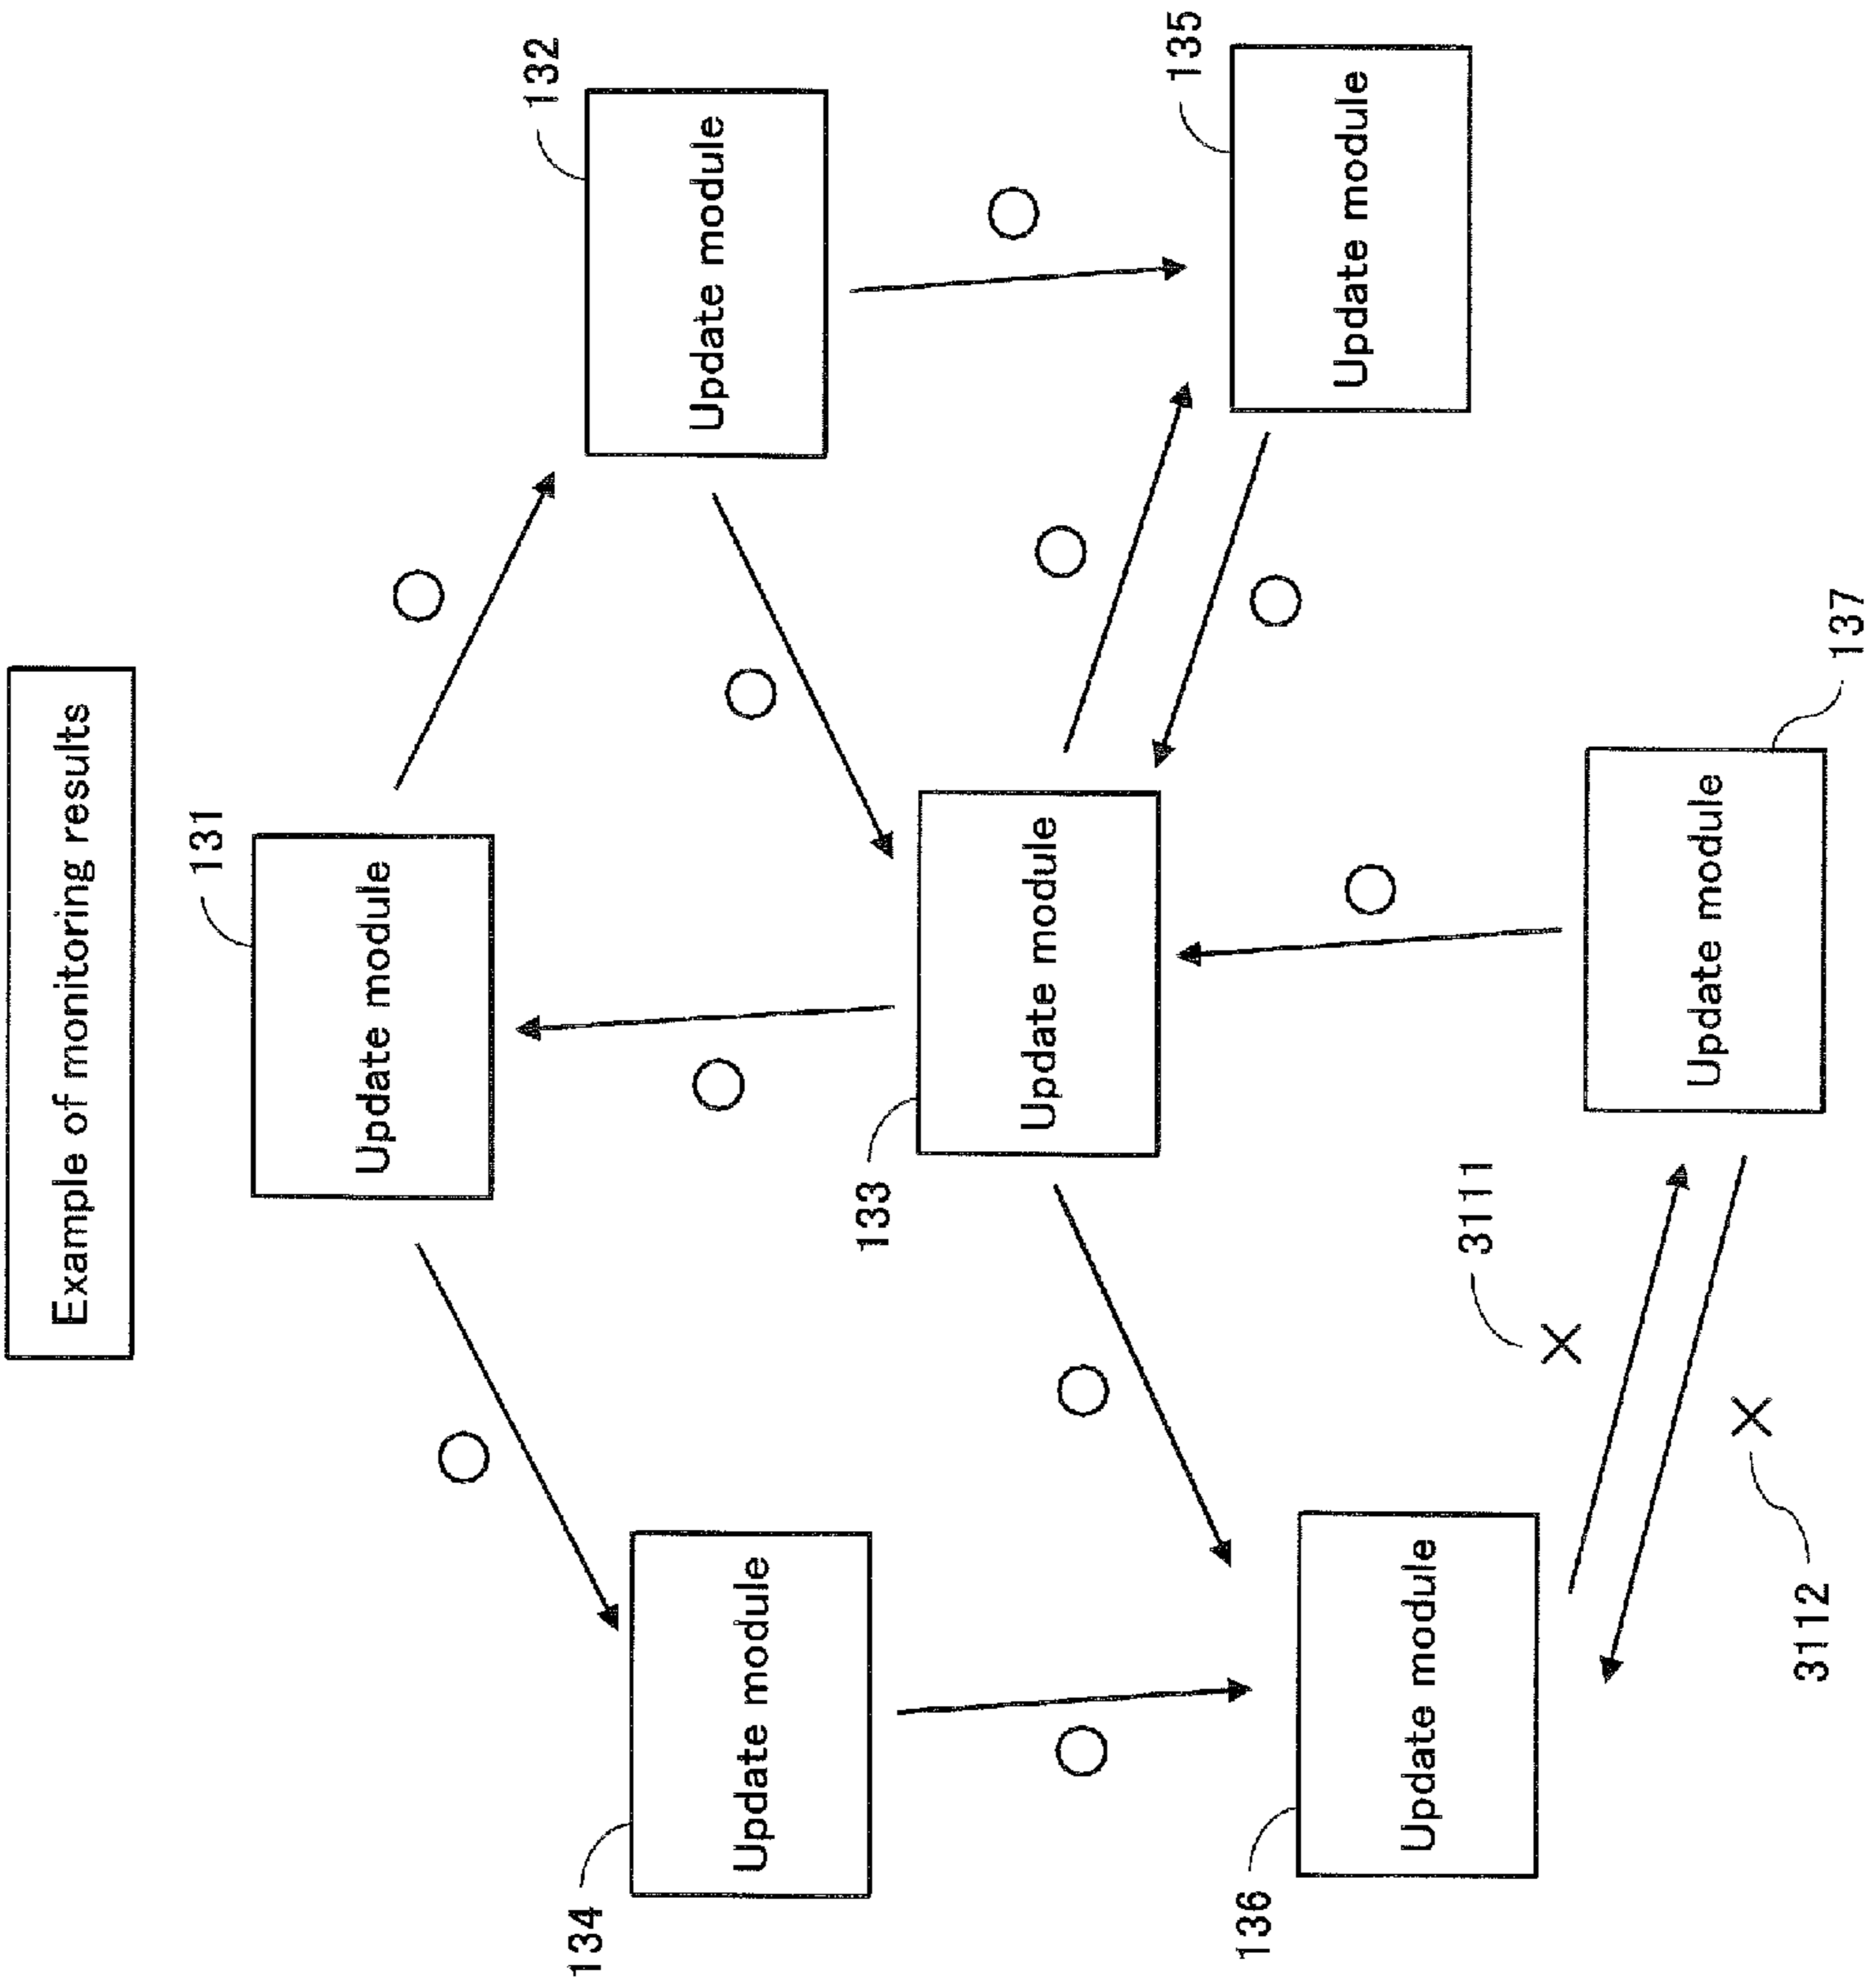 Example of monitoring results
131
Update module
132
Update module
134
Update module
133
Update module
135
Update module
136
Update module
3111
×
137
Update module
×
3112